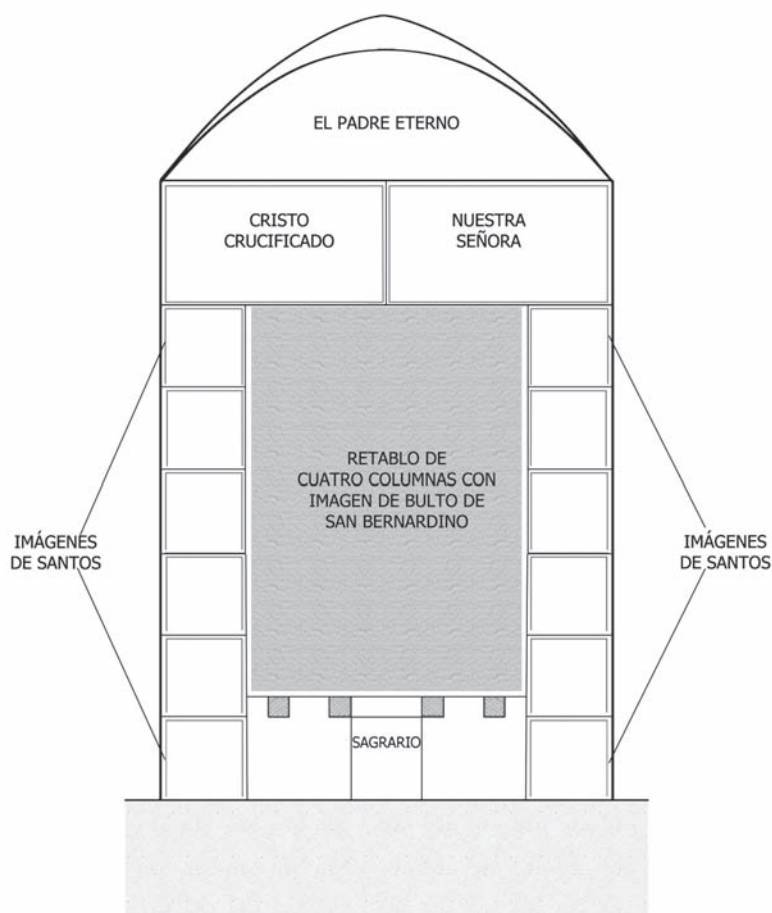 EL PADRE ETERNO
CRISTO
CRUCIFICADO
NUESTRA
SEÑORA
RETABLO DE
CUATRO COLUMNAS CON
IMAGEN DE BULTO DE
SAN BERNARDINO
IMÁGENES
DE SANTOS
IMÁGENES
DE SANTOS
SAGRARIO